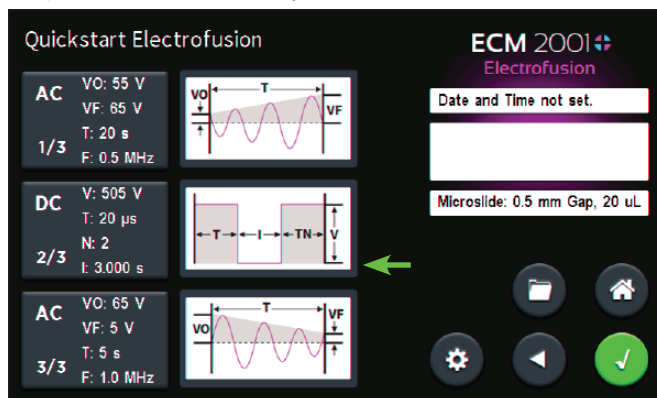 Quickstart Electrofusion
ECM 2001
Electrofusion
AC
1/3
VO: 55 V
VF: 65 V
T: 20 s
F: 0.5 MHz
VO
T
VF
Date and Time not set.
DC
2/3
V: 505 V
T: 20 µs
N: 2
I: 3.000 s
T
I
TN
V
Microslide: 0.5 mm Gap, 20 uL
AC
3/3
VO: 65 V
VF: 5 V
T: 5 s
F: 1.0 MHz
VO
T
VF